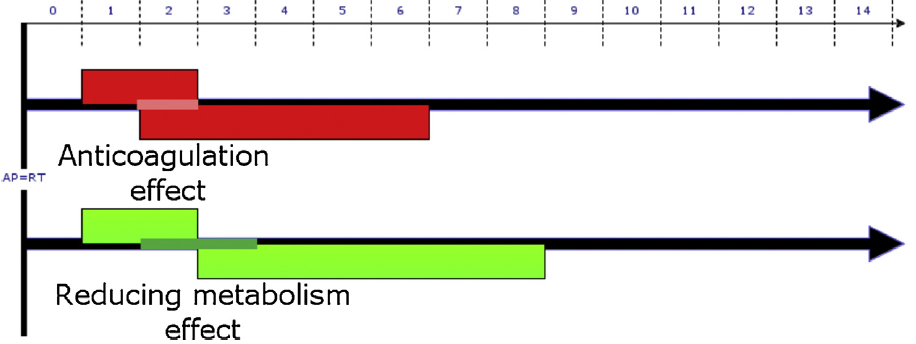 0 1 2 3 4 5 6 7 8 9 10 11 12 13 14
Anticoagulation
effect
AP=RT
Reducing metabolism
effect